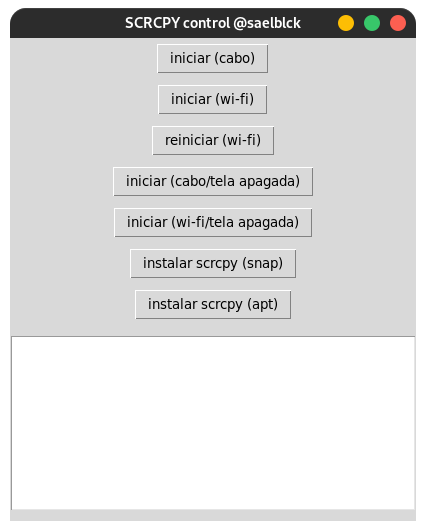 SCRCPY control @saelblck
iniciar (cabo)
iniciar (wi-fi)
reiniciar (wi-fi)
iniciar (cabo/tela apagada)
iniciar (wi-fi/tela apagada)
instalar scrcpy (snap)
instalar scrcpy (apt)